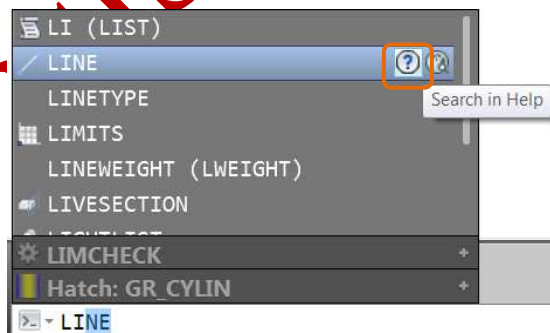 LI (LIST)
LINE
Search in Help
LINETYPE
LIMITS
LINEWEIGHT (LWEIGHT)
LIVESECTION
LIMCHECK
Hatch: GR_CYLIN
LINE